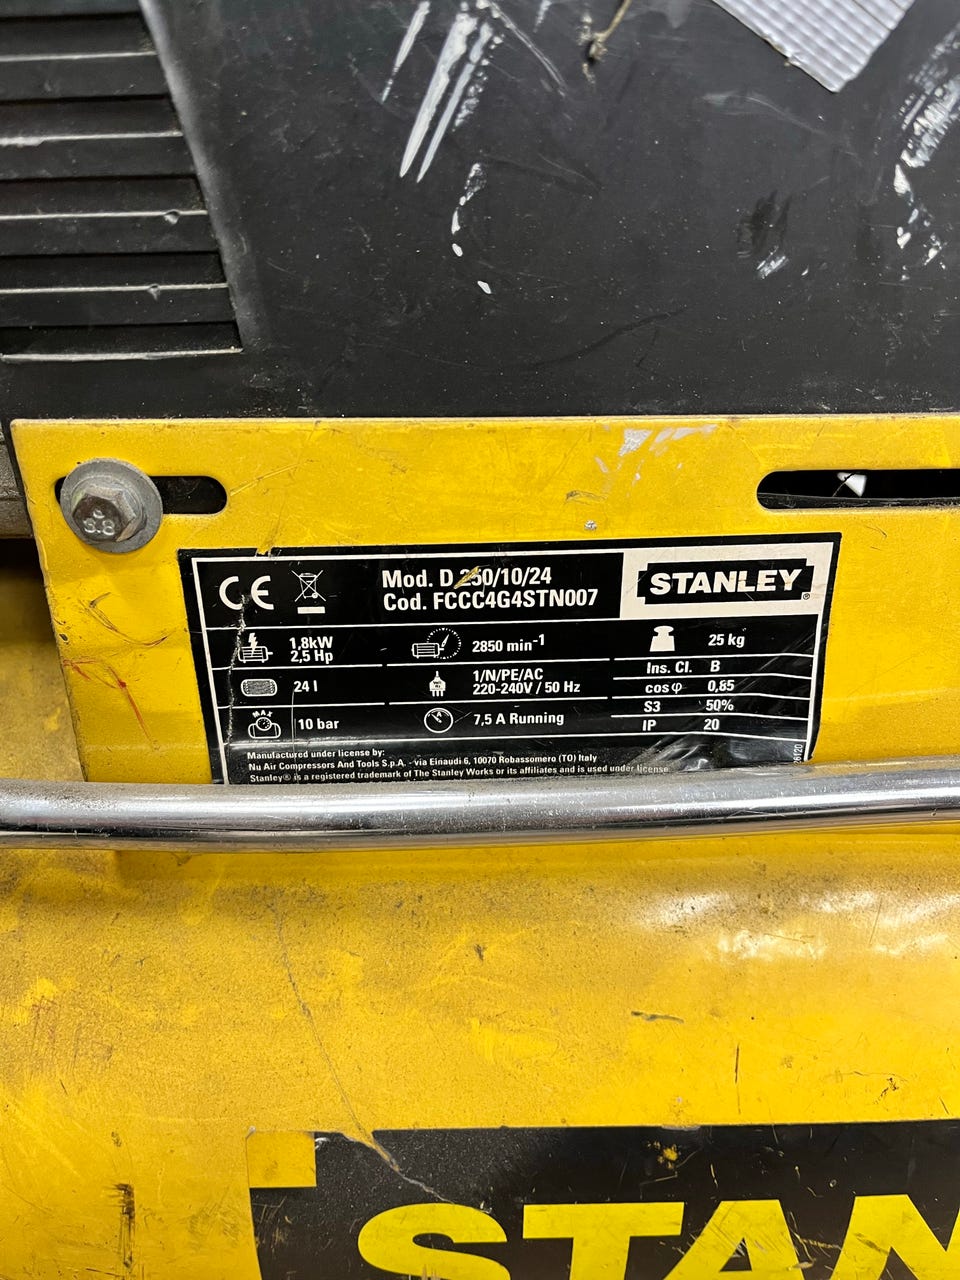 8.8
CE
Mod. D 250/10/24
Cod. FCCC4G4STN007
STANLEY®
1,8kW
2,5 Hp
2850 min-1
25 kg
24 l
1/N/PE/AC
220-240V / 50 Hz
Ins. Cl. B
cosφ 0,85
MAX
10 bar
A
7,5 A Running
S3 50%
IP 20
Manufactured under license by:
Nu Air Compressors And Tools S.p.A. - via Einaudi 6, 10070 Robassomero (TO) Italy
Stanley® is a registered trademark of The Stanley Works or its affiliates and is used under license
STAN